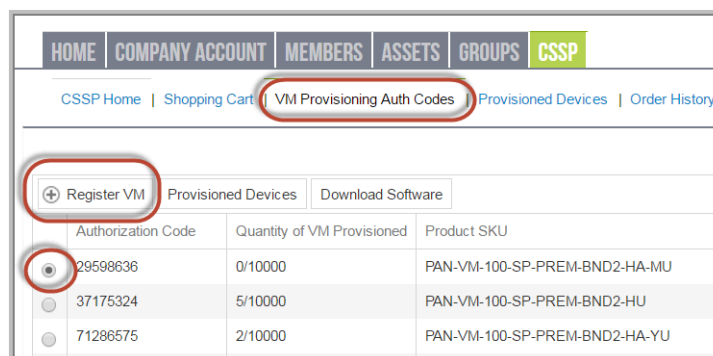 HOME COMPANY ACCOUNT MEMBERS ASSETS GROUPS CSSP
CSSP Home | Shopping Cart | VM Provisioning Auth Codes | Provisioned Devices | Order History
Register VM Provisioned Devices Download Software
Authorization Code Quantity of VM Provisioned Product SKU
29598636 0/10000 PAN-VM-100-SP-PREM-BND2-HA-MU
37175324 5/10000 PAN-VM-100-SP-PREM-BND2-HU
71286575 2/10000 PAN-VM-100-SP-PREM-BND2-HA-YU